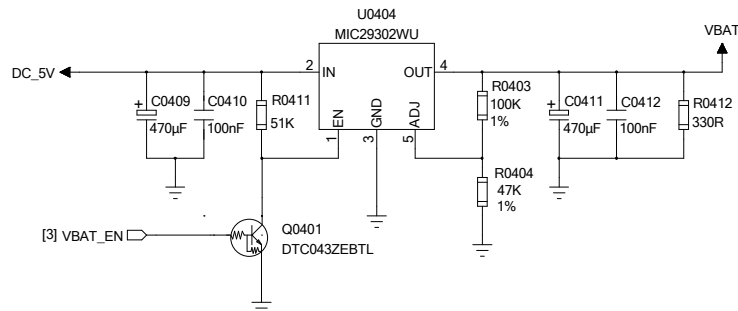 U0404
MIC29302WU
VBAT
DC_5V
2
IN
OUT
4
EN
GND
ADJ
1
3
5
+
C0409
470µF
C0410
100nF
R0411
51K
R0403
100K
1%
+
C0411
470µF
C0412
100nF
R0412
330R
R0404
47K
1%
[3] VBAT_EN
Q0401
DTC043ZEBTL